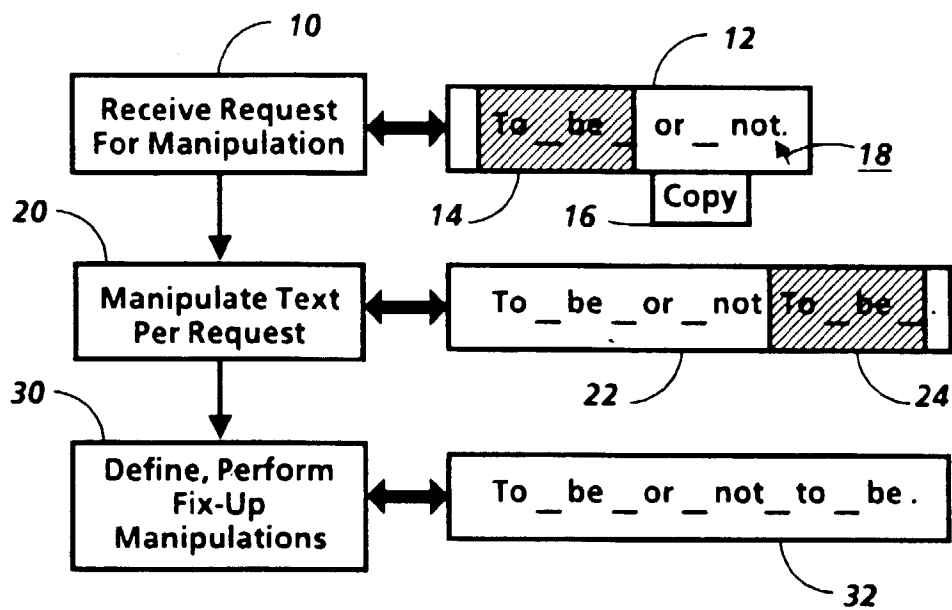 10
12
Receive Request
For Manipulation
To _ be _ or _ not.
18
14
16
Copy
20
Manipulate Text
Per Request
To _ be _ or _ not To _ be _ .
22
24
30
Define, Perform
Fix-Up
Manipulations
To _ be _ or _ not _ to _ be .
32